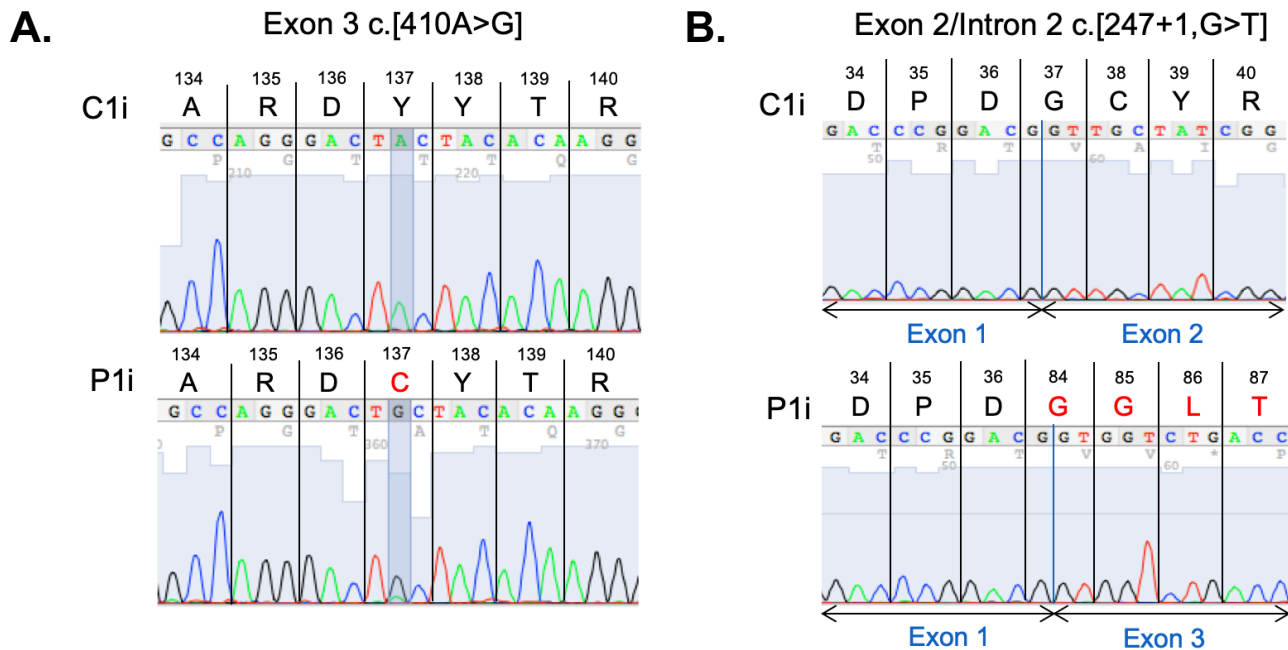 A.
Exon 3 c.[410A>G]
134 135 136 137 138 139 140
C1i A R D Y Y T R
G C C A G G G A C T A C T A C A C A A G G
P G T T T Q G
210 220
134 135 136 137 138 139 140
P1i A R D C Y T R
G C C A G G G A C T G C T A C A C A A G G
P G T A T Q G
360 370
B.
Exon 2/Intron 2 c.[247+1,G>T]
34 35 36 37 38 39 40
C1i D P D G C Y R
G A C C C G G A C G G T T G C T A T C G G
T R T V A I G
50 60
Exon 1 Exon 2
34 35 36 84 85 86 87
P1i D P D G G L T
G A C C C G G A C G G T G G T C T G A C C
T R T V V * P
50 60
Exon 1 Exon 3